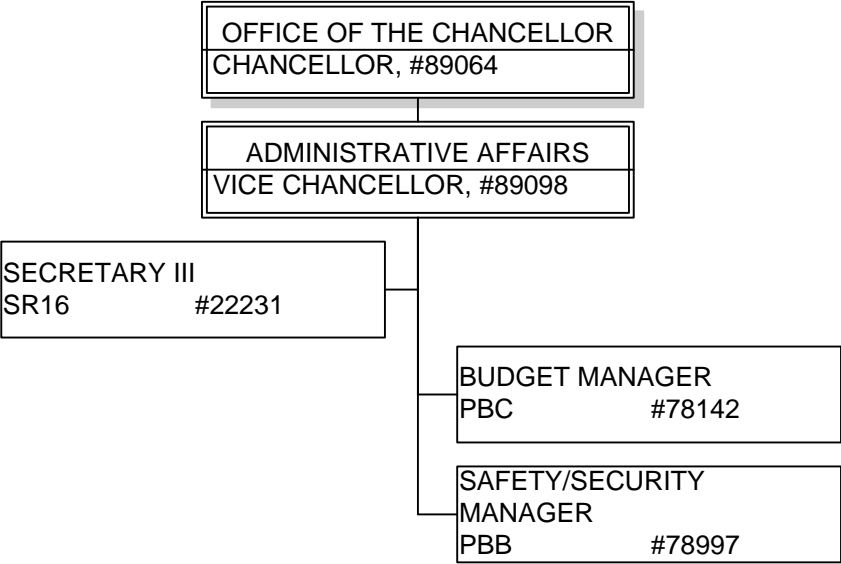 OFFICE OF THE CHANCELLOR
CHANCELLOR, #89064
ADMINISTRATIVE AFFAIRS
VICE CHANCELLOR, #89098
SECRETARY III
SR16 #22231
BUDGET MANAGER
PBC #78142
SAFETY/SECURITY
MANAGER
PBB #78997